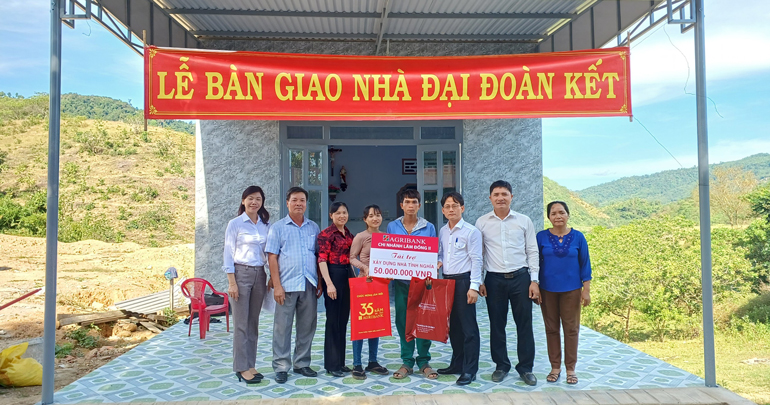 LỄ BÀN GIAO NHÀ ĐẠI ĐOÀN KẾT
AGRIBANK
CHI NHÁNH LÂM ĐỒNG II
Tài trợ
XÂY DỰNG NHÀ TÌNH NGHĨA
50.000.000 VNĐ
35 NĂM